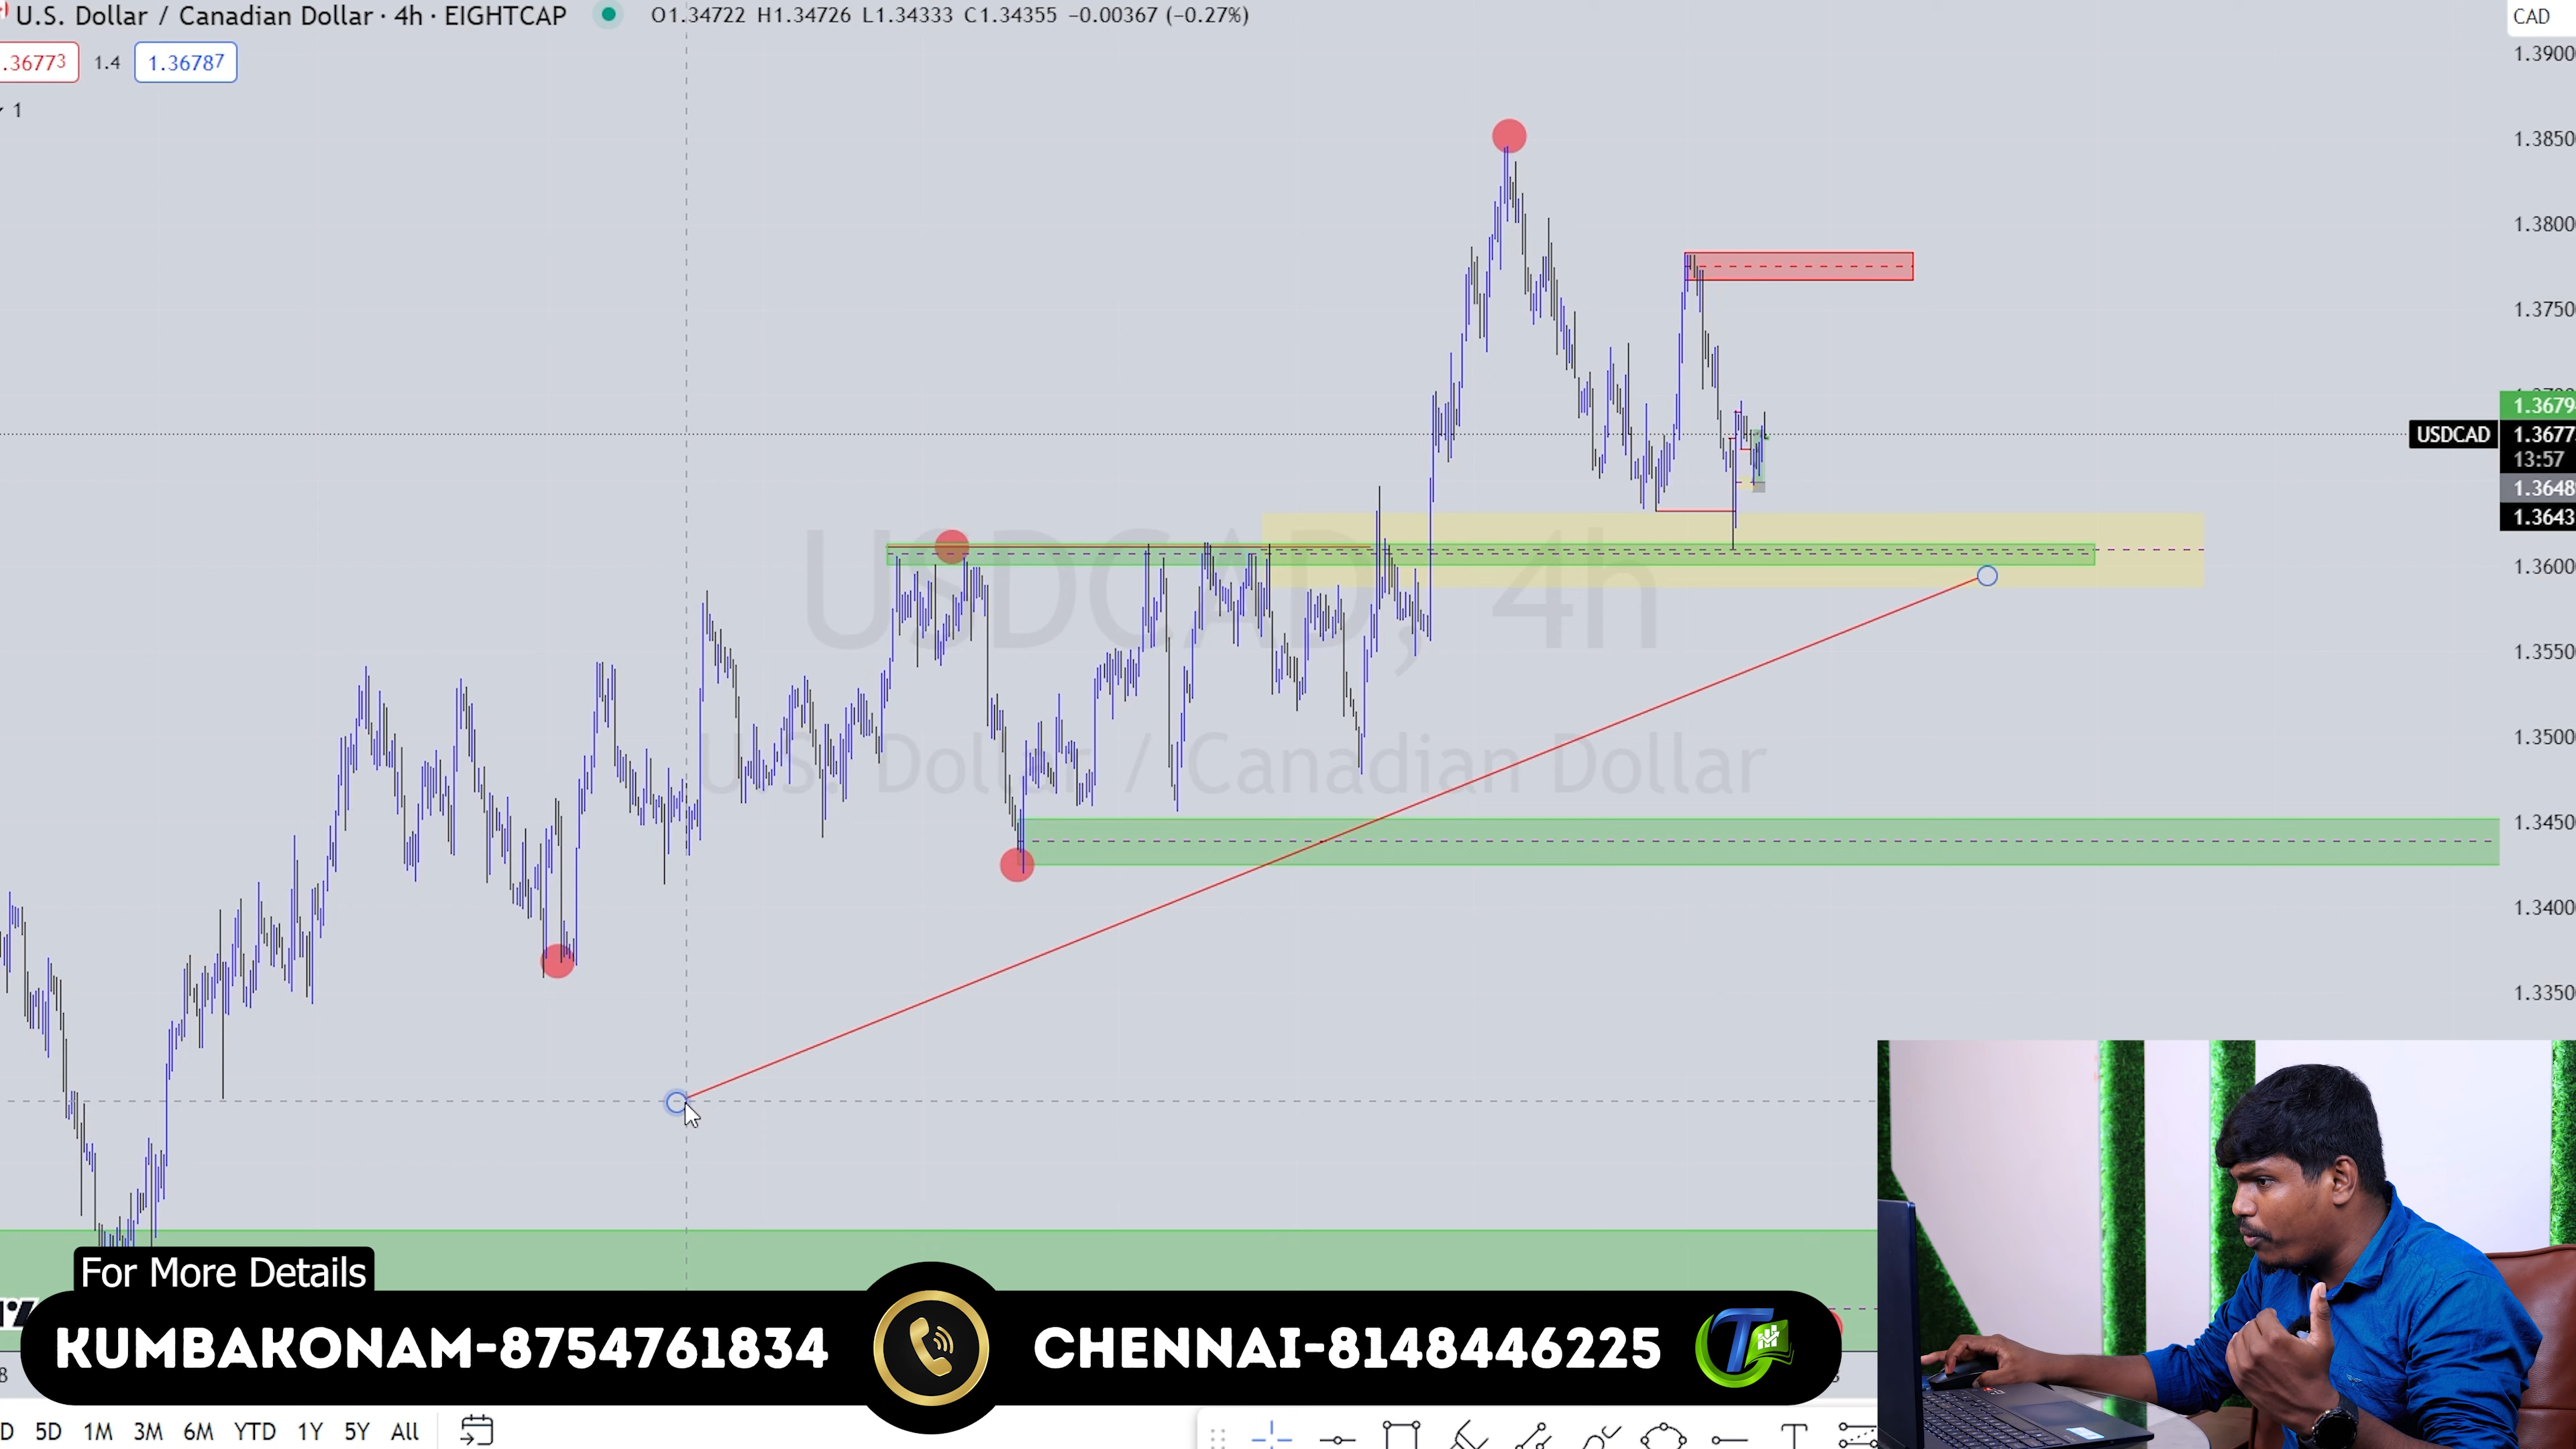 U.S. Dollar / Canadian Dollar · 4h · EIGHTCAP
O1.34722 H1.34726 L1.34333 C1.34355 −0.00367 (−0.27%)
CAD
.36773
1.4
1.36787
1
1.3900
1.3850
1.3800
1.3750
1.3679
USDCAD
1.3677
13:57
1.3648
1.3643
1.3600
1.3550
1.3500
1.3450
1.3400
1.3350
USDCAD, 4h
U.S. Dollar / Canadian Dollar
For More Details
KUMBAKONAM-8754761834
CHENNAI-8148446225
D 5D 1M 3M 6M YTD 1Y 5Y All